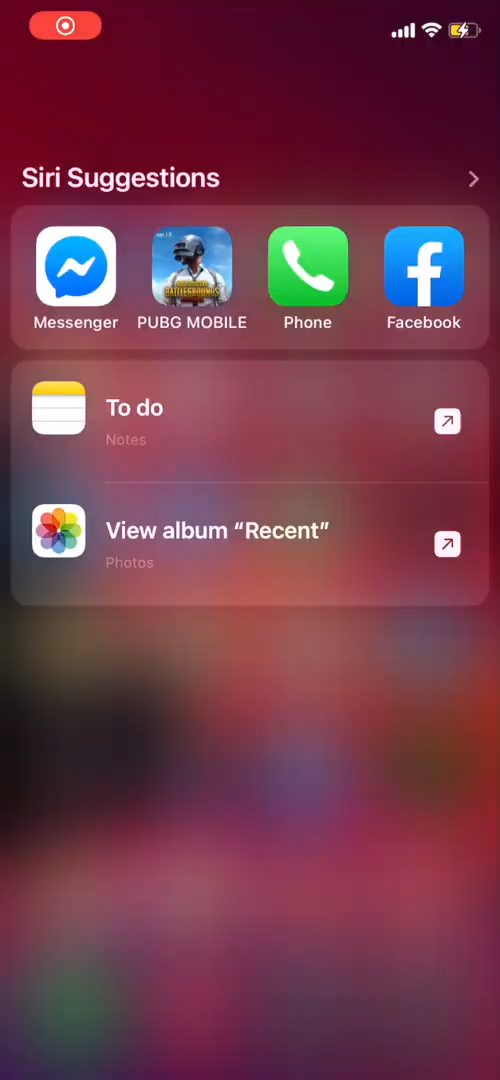 Siri Suggestions
Messenger
PUBG MOBILE
Phone
Facebook
To do
Notes
View album “Recent”
Photos